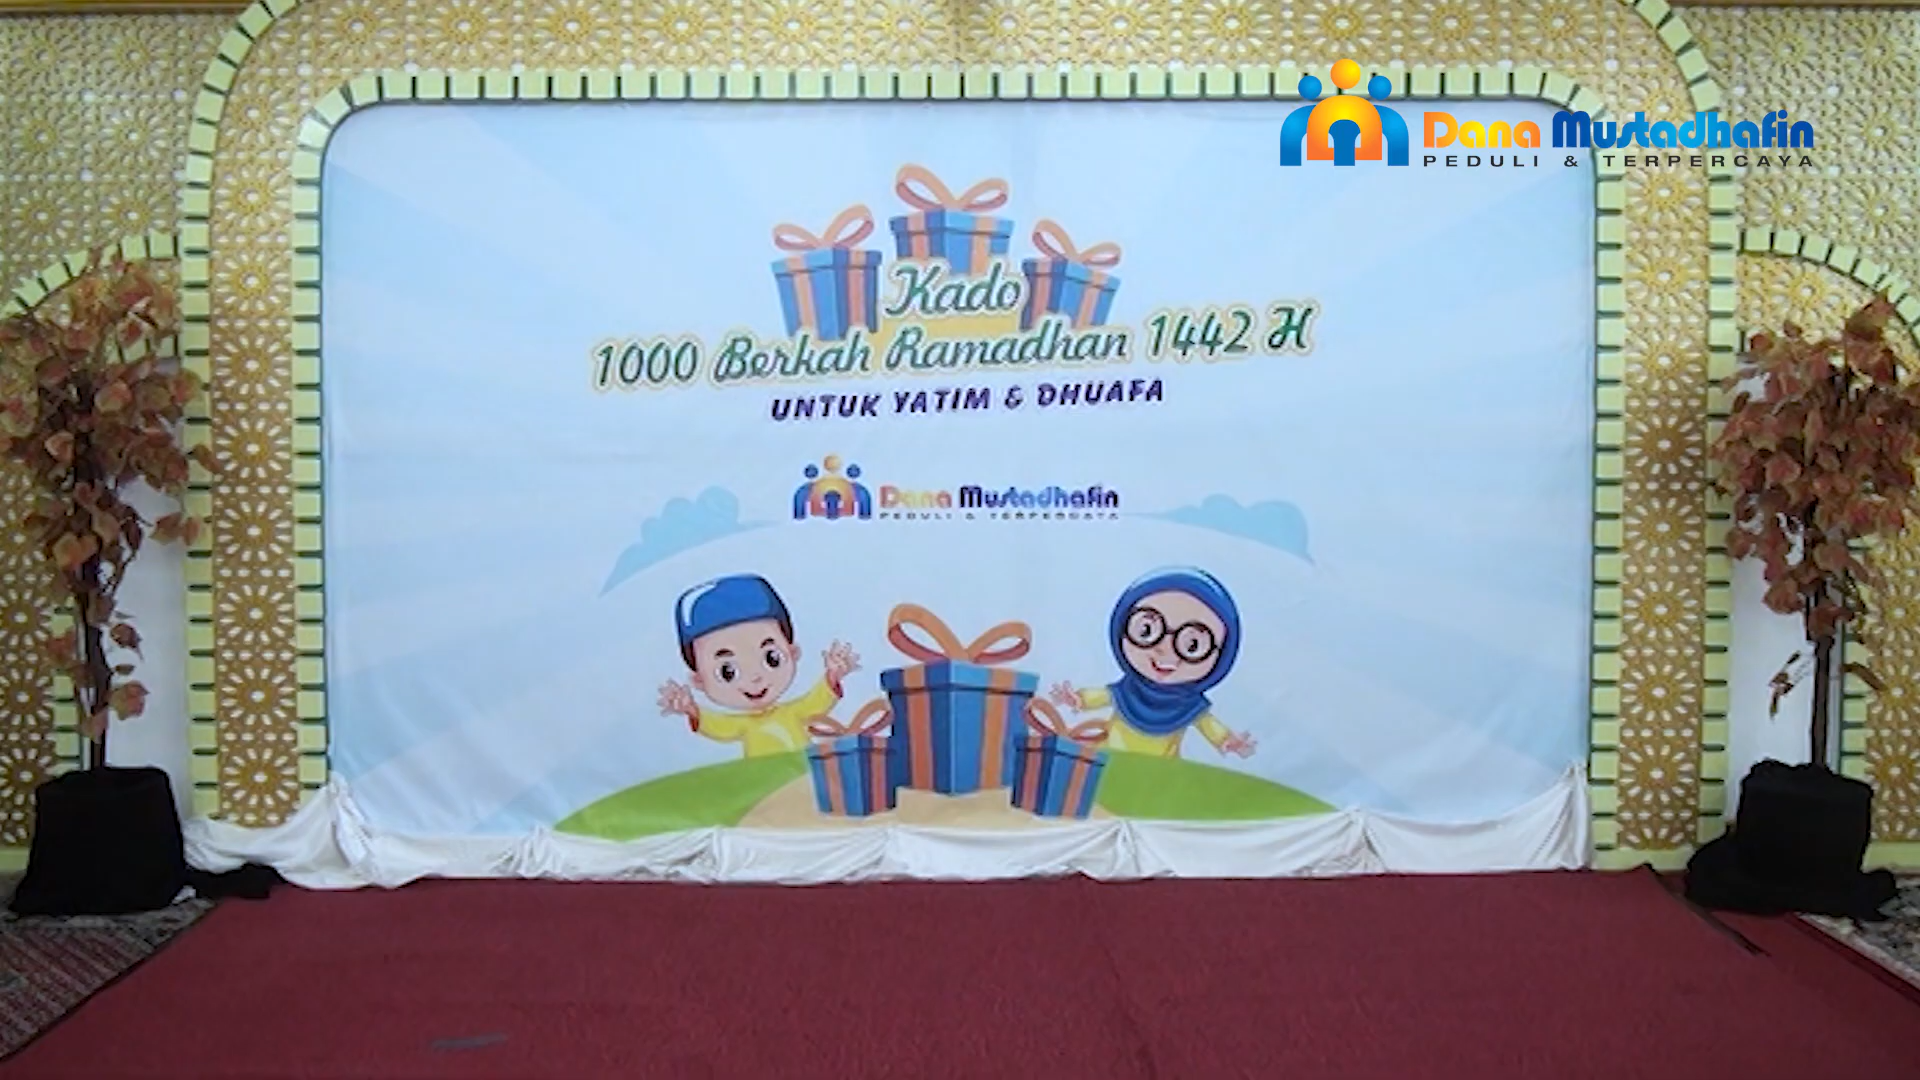 Dana Mustadhafin
PEDULI & TERPERCAYA
Kado
1000 Berkah Ramadhan 1442 H
UNTUK YATIM & DHUAFA
Dana Mustadhafin
PEDULI & TERPERCAYA